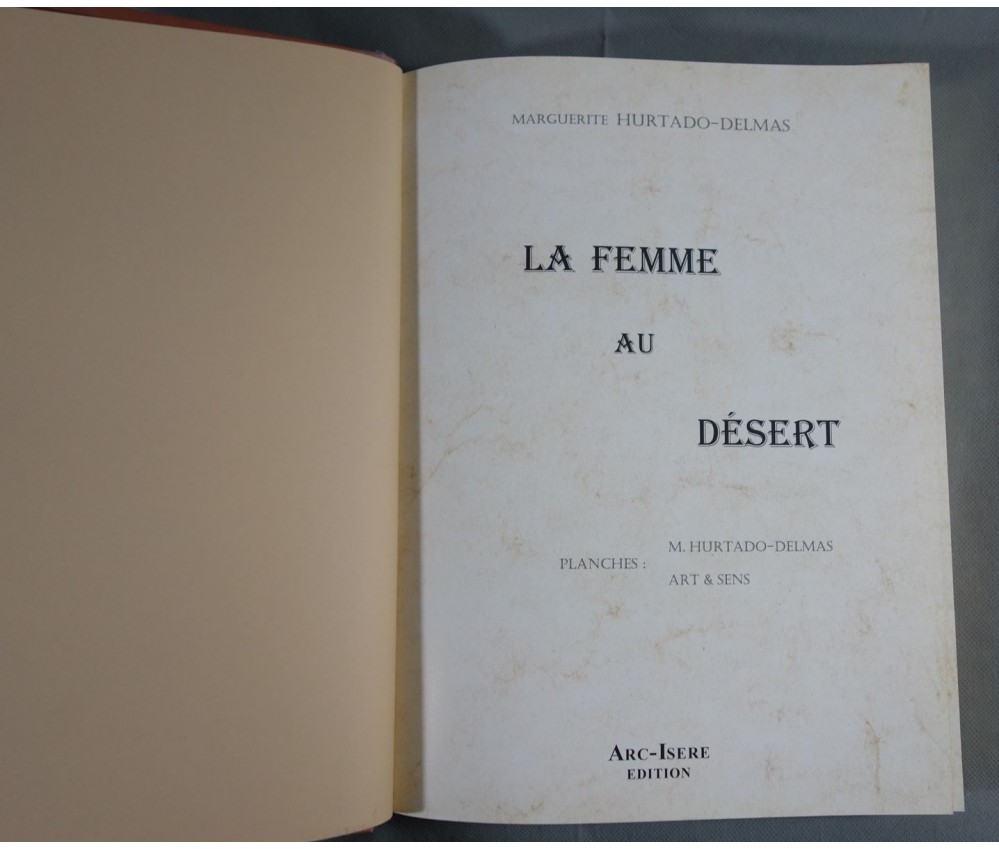 MARGUERITE HURTADO-DELMAS
LA FEMME
AU
DÉSERT
PLANCHES :
M. HURTADO-DELMAS
ART & SENS
ARC-ISERE
EDITION